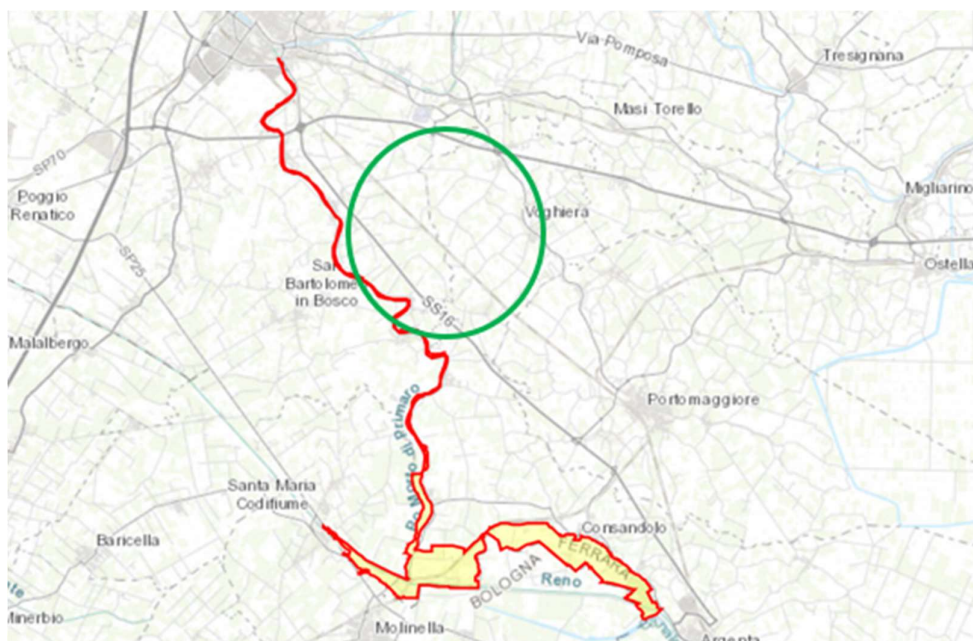 Via Pomposa
Tresignana
Masi Torello
SP70
Poggio
Renatico
Migliarino
Voghiera
SP25
San
Bartolome
in Bosco
Ostella
SS16
Malalbergo
Portomaggiore
Po Morto di Primaro
Santa Maria
Codifiume
Consandolo
Baricella
FERRARA
BOLOGNA
Reno
Minerbio
Molinella
Argenta